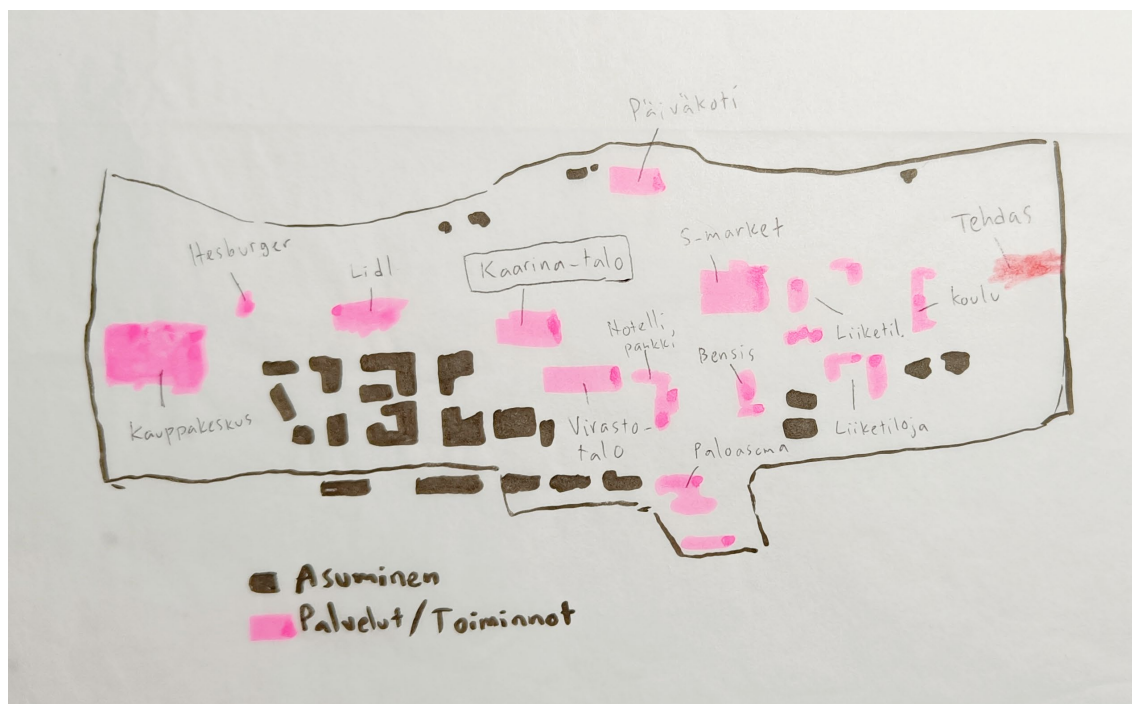 Päiväkoti
Hesburger
Lidl
Kaarina-talo
S-market
Tehdas
Hotelli,
pankki
Bensis
Liiketil.
Koulu
Kauppakeskus
Virasto-
talo
Liiketiloja
Paloasema
Asuminen
Palvelut/Toiminnot